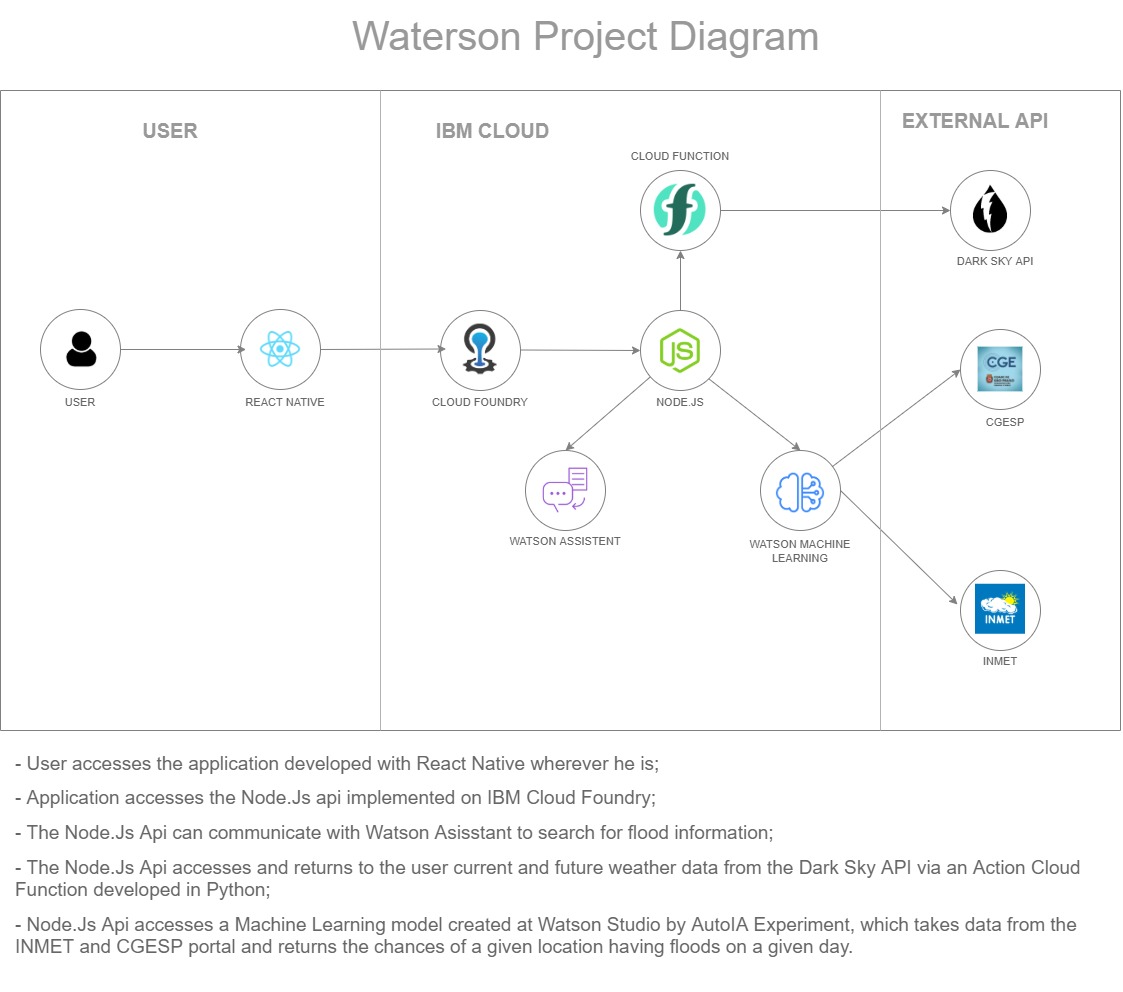 Waterson Project Diagram
USER
IBM CLOUD
EXTERNAL API
CLOUD FUNCTION
DARK SKY API
USER
REACT NATIVE
CLOUD FOUNDRY
JS
NODE.JS
CGE
CGESP
WATSON ASSISTENT
WATSON MACHINE
LEARNING
INMET
INMET
- User accesses the application developed with React Native wherever he is;
- Application accesses the Node.Js api implemented on IBM Cloud Foundry;
- The Node.Js Api can communicate with Watson Asisstant to search for flood information;
- The Node.Js Api accesses and returns to the user current and future weather data from the Dark Sky API via an Action Cloud
Function developed in Python;
- Node.Js Api accesses a Machine Learning model created at Watson Studio by AutoIA Experiment, which takes data from the
INMET and CGESP portal and returns the chances of a given location having floods on a given day.